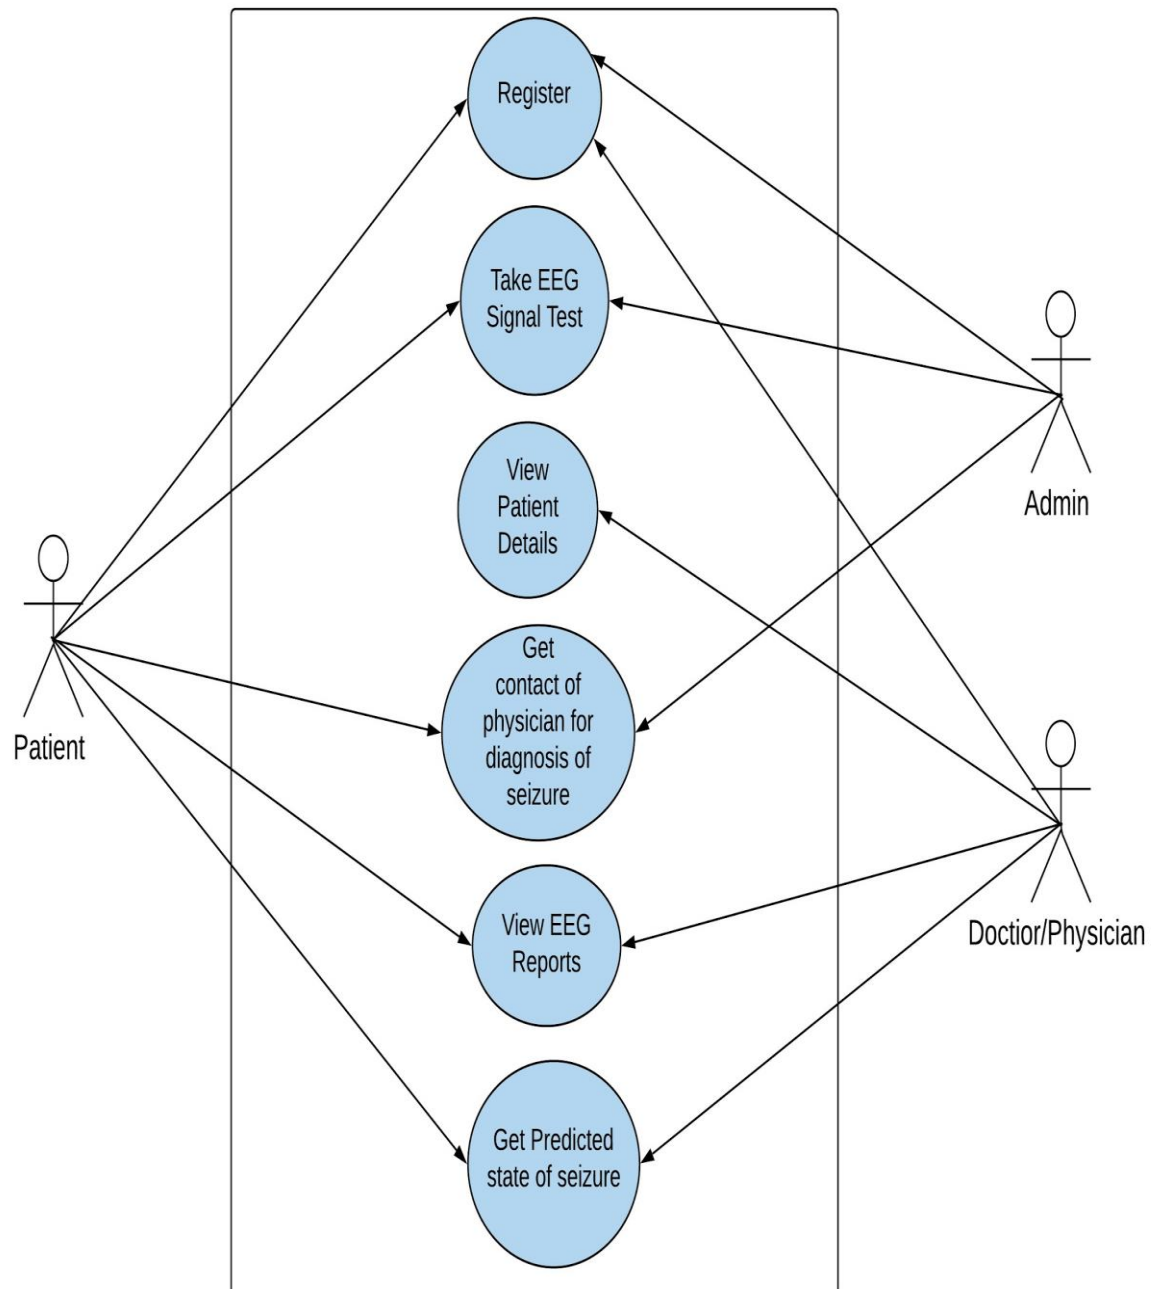 Register
Take EEG
Signal Test
View
Patient
Details
Get
contact of
physician for
diagnosis of
seizure
View EEG
Reports
Get Predicted
state of seizure
Patient
Admin
Doctior/Physician